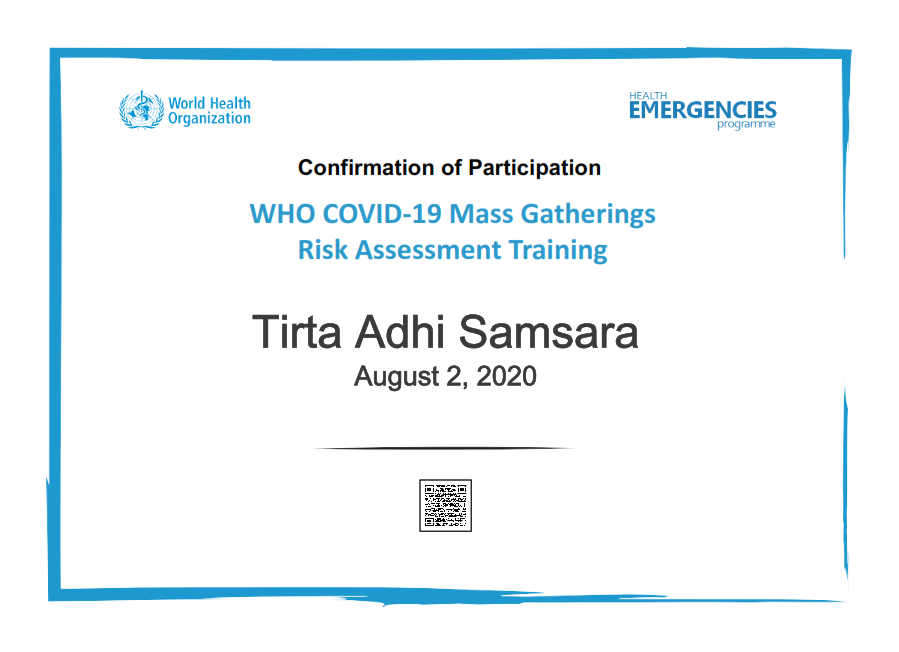 World Health
Organization
HEALTH
EMERGENCIES
programme
Confirmation of Participation
WHO COVID-19 Mass Gatherings
Risk Assessment Training
Tirta Adhi Samsara
August 2, 2020